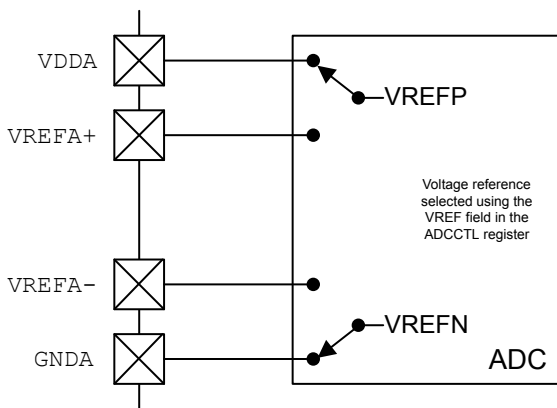 VDDA
VREFP
VREFA+
Voltage reference
selected using the
VREF field in the
ADCCTL register
VREFA-
VREFN
GNDA
ADC